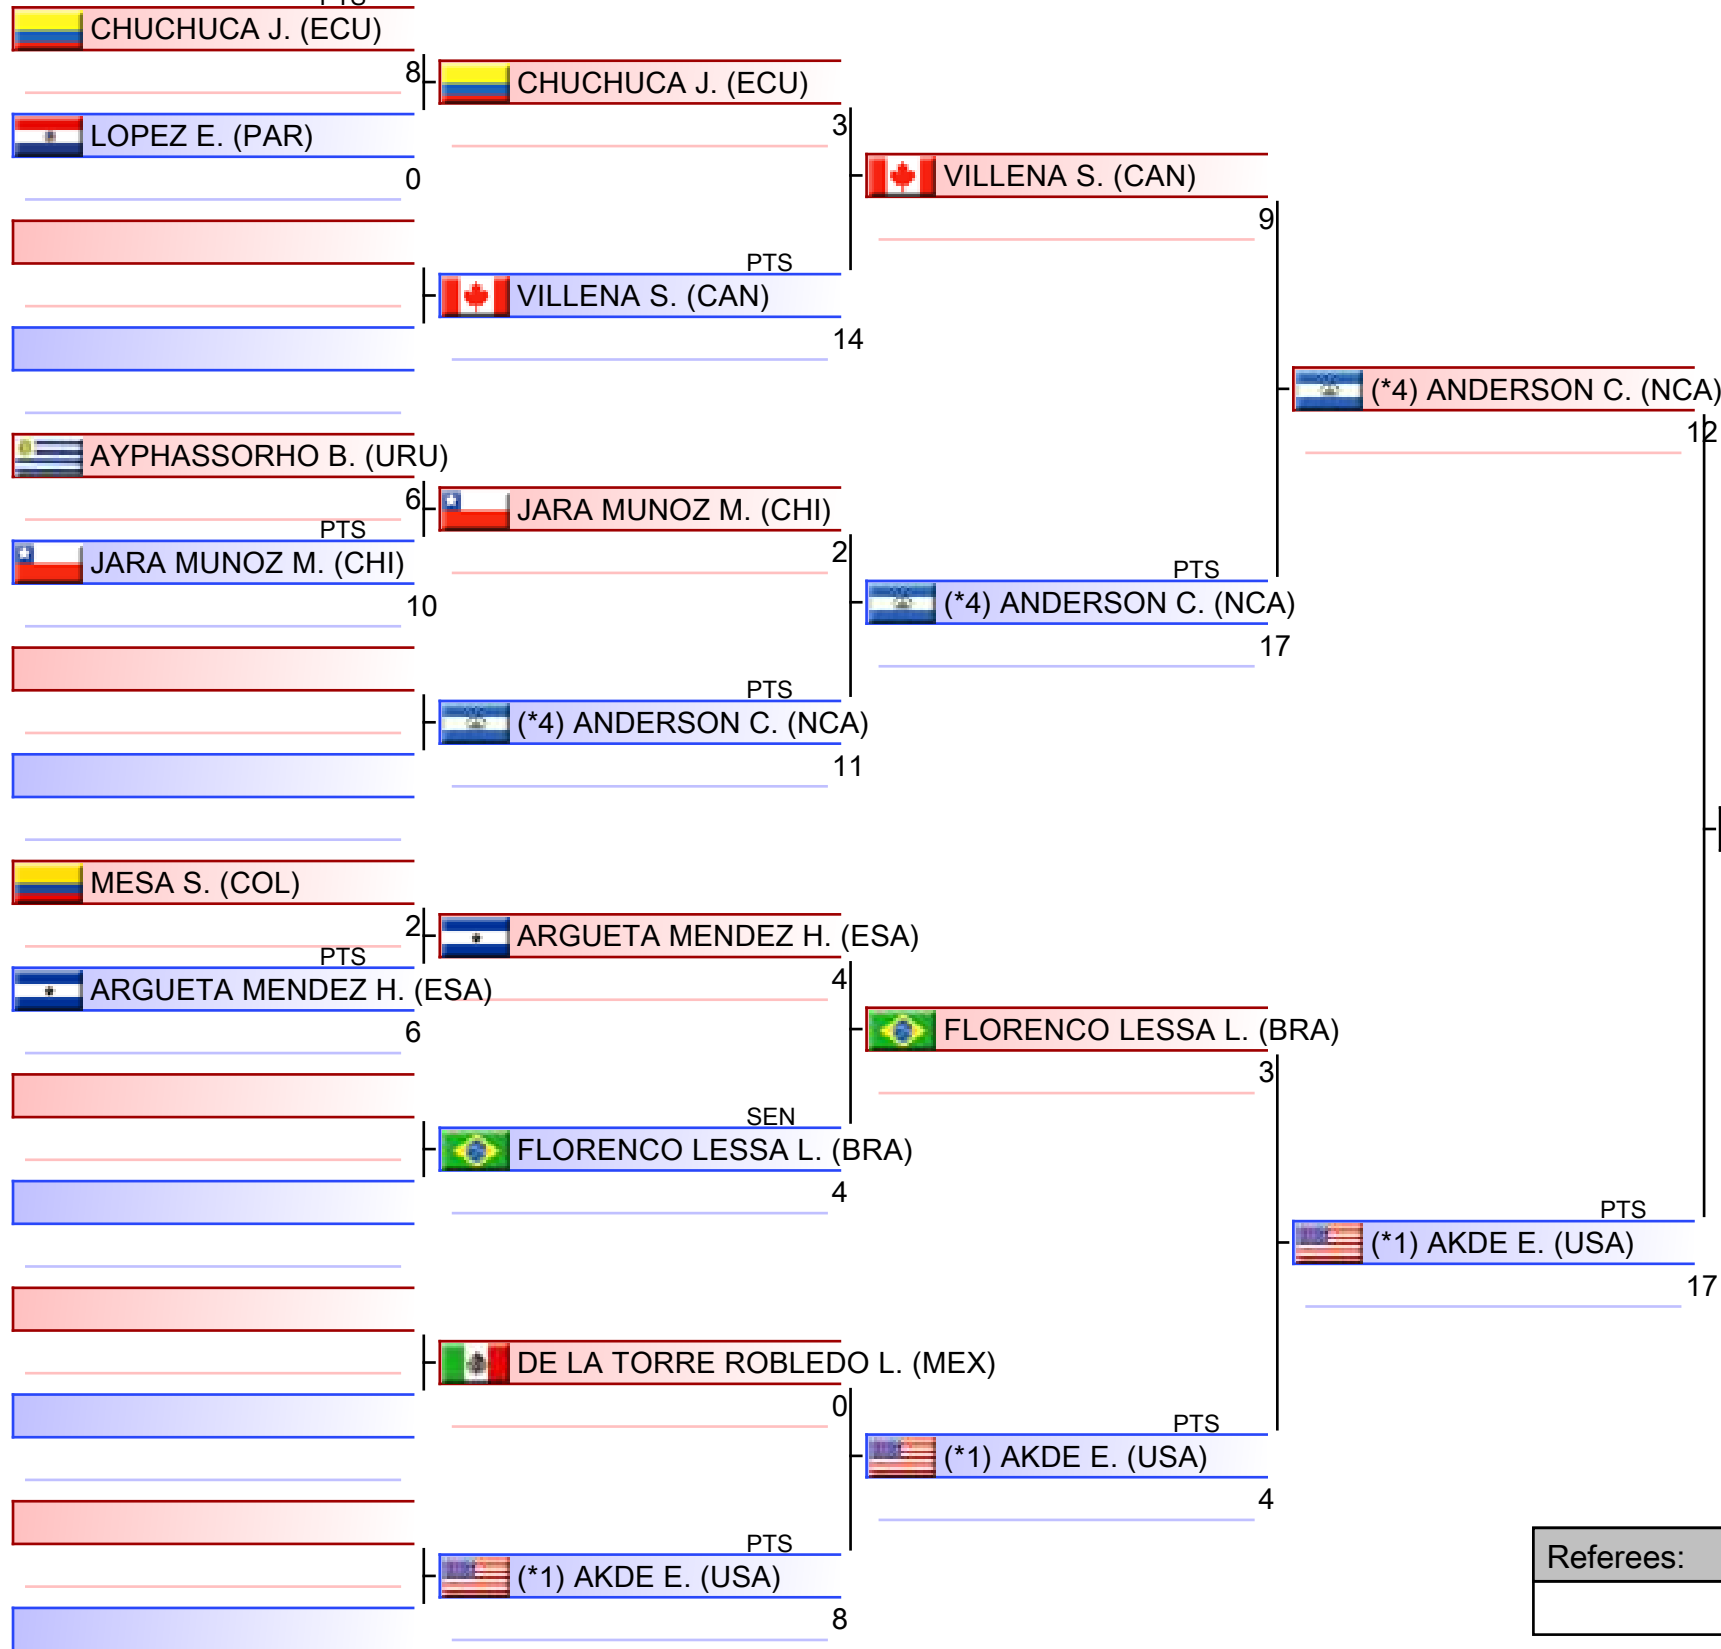 PTS
CHUCHUCA J. (ECU)
8
LOPEZ E. (PAR)
0
AYPHASSORHO B. (URU)
6
PTS
JARA MUNOZ M. (CHI)
10
MESA S. (COL)
2
PTS
ARGUETA MENDEZ H. (ESA)
6
CHUCHUCA J. (ECU)
3
PTS
VILLENA S. (CAN)
14
JARA MUNOZ M. (CHI)
2
PTS
(*4) ANDERSON C. (NCA)
11
ARGUETA MENDEZ H. (ESA)
4
SEN
FLORENCO LESSA L. (BRA)
4
DE LA TORRE ROBLEDO L. (MEX)
0
PTS
(*1) AKDE E. (USA)
8
VILLENA S. (CAN)
9
PTS
(*4) ANDERSON C. (NCA)
17
FLORENCO LESSA L. (BRA)
3
PTS
(*1) AKDE E. (USA)
4
(*4) ANDERSON C. (NCA)
12
PTS
(*1) AKDE E. (USA)
17
Referees: